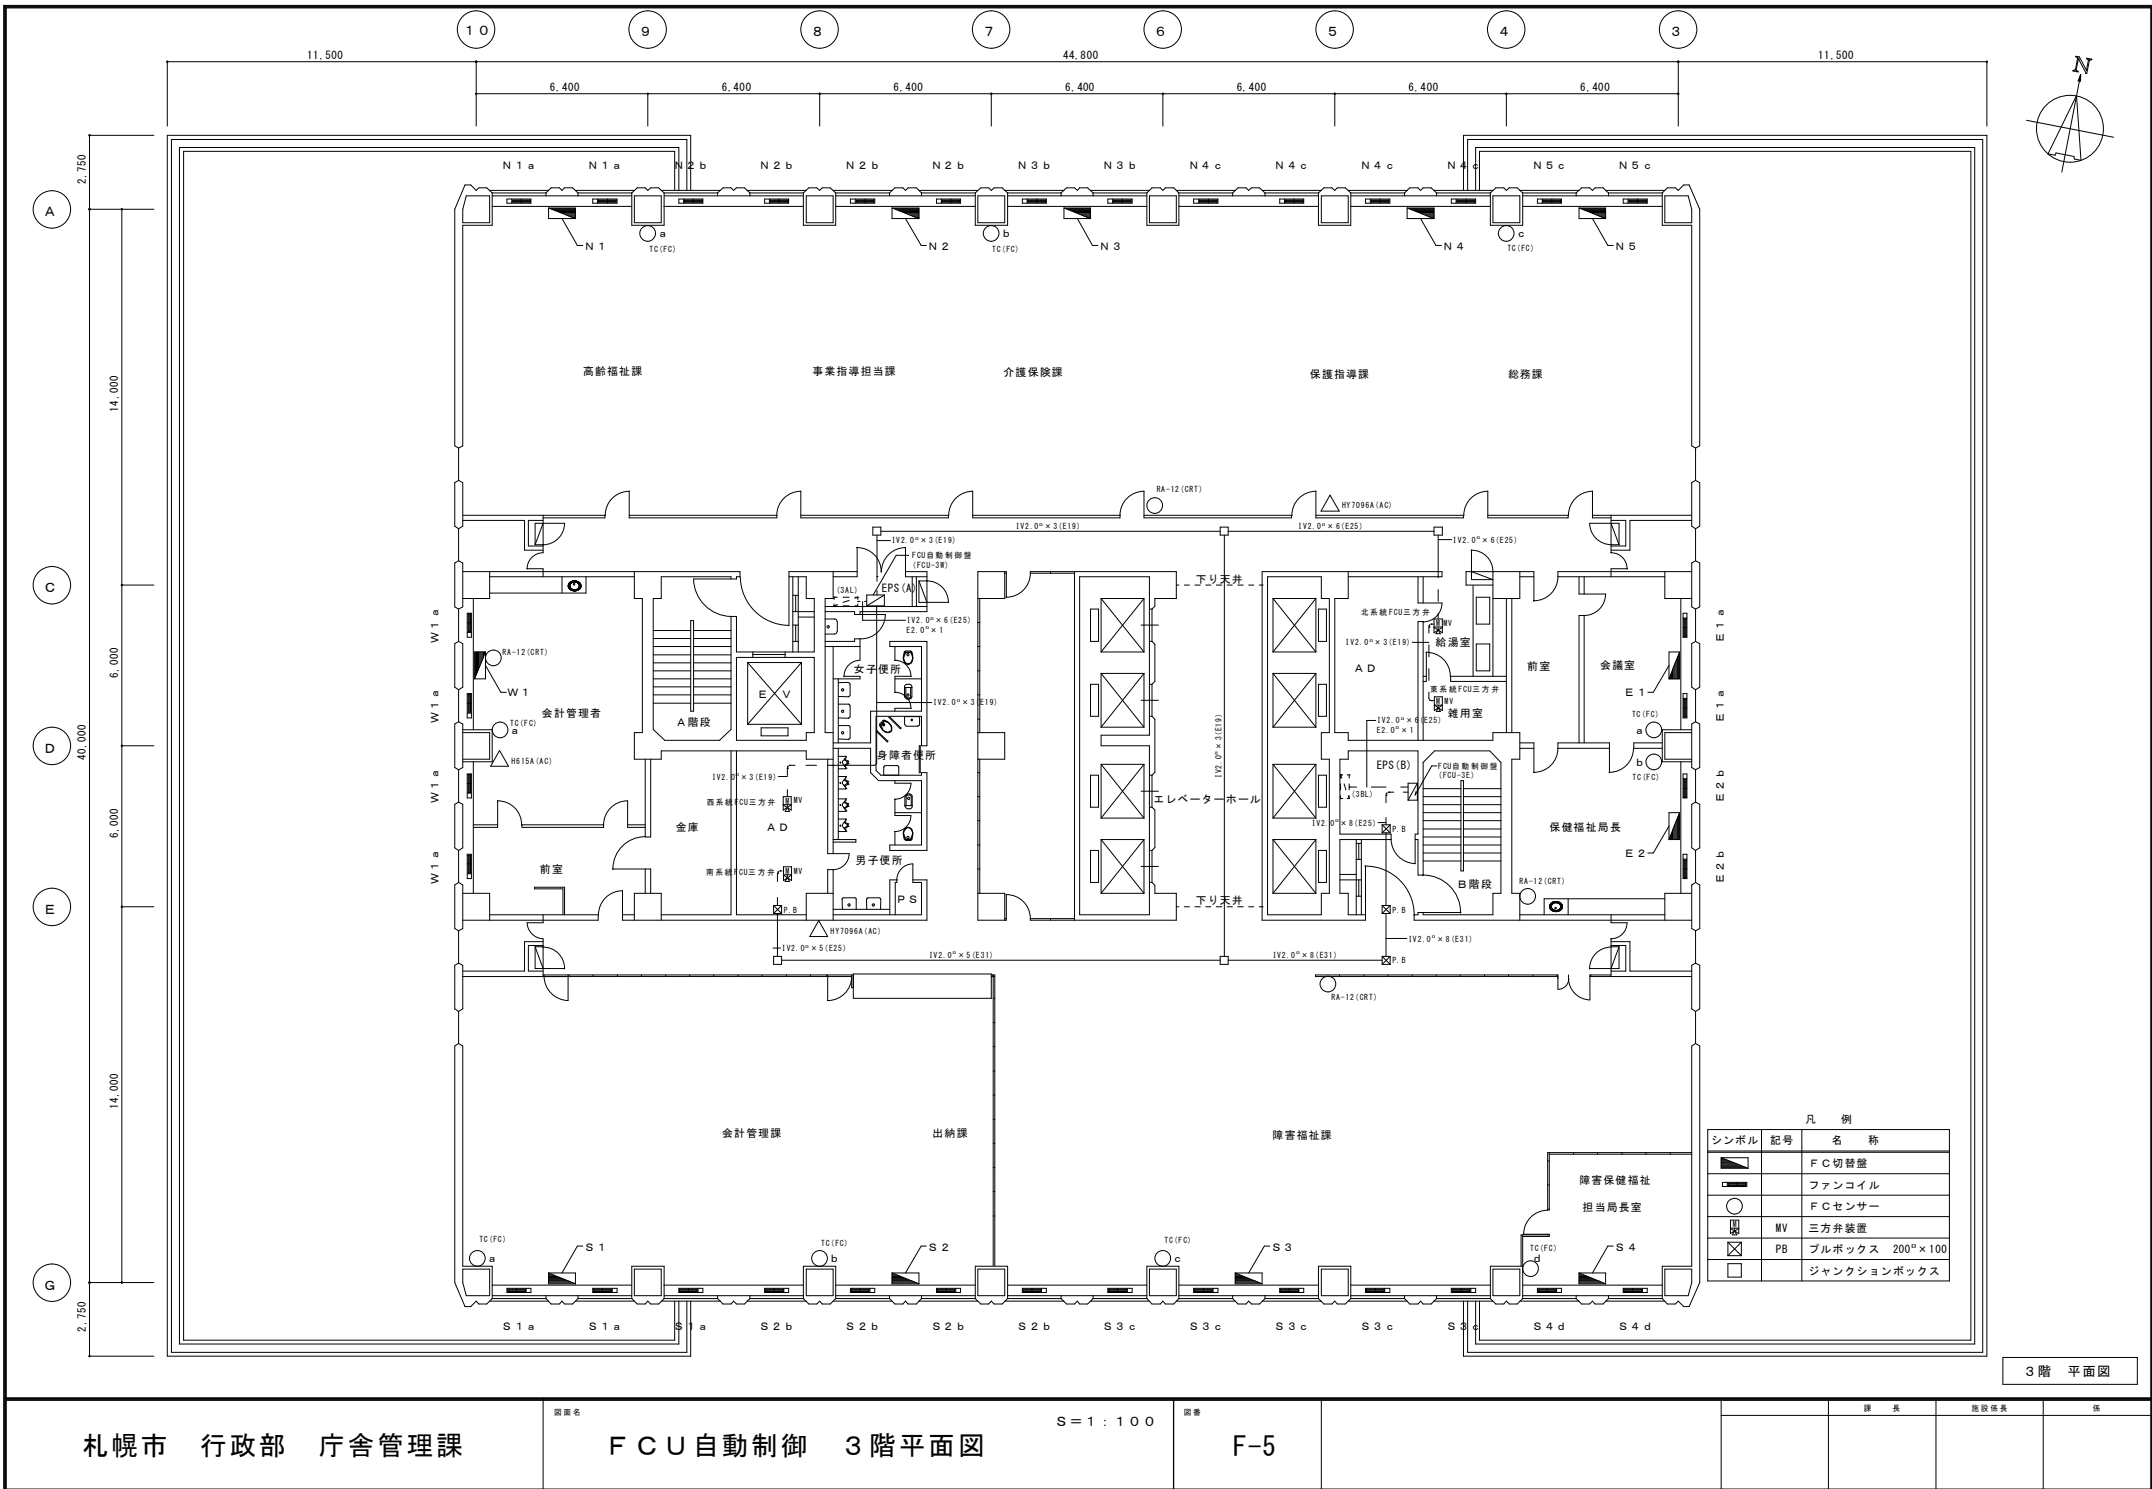 １０
９
８
７
６
５
４
３
11,500
44,800
11,500
6,400
6,400
6,400
6,400
6,400
6,400
6,400
N
2,750
14,000
6,000
40,000
6,000
14,000
2,750
A
C
D
E
G
Ｎ１ａ Ｎ１ａ Ｎ２ｂ Ｎ２ｂ Ｎ２ｂ Ｎ２ｂ Ｎ３ｂ Ｎ３ｂ Ｎ４ｃ Ｎ４ｃ Ｎ４ｃ Ｎ４ｃ Ｎ５ｃ Ｎ５ｃ
Ｎ１
a
TC(FC)
Ｎ２
b
TC(FC)
Ｎ３
Ｎ４
c
TC(FC)
Ｎ５
高齢福祉課
事業指導担当課
介護保険課
保護指導課
総務課
RA-12(CRT)
HY7096A(AC)
IV2.0□×3(E19)
IV2.0□×6(E25)
IV2.0□×3(E19)
IV2.0□×6(E25)
FCU自動制御盤
(FCU-3W)
(3AL)
EPS(A)
下り天井
IV2.0□×6(E25)
E2.0□×1
北系統FCU三方弁
MV
IV2.0□×3(E19)
給湯室
Ｗ１ａ
Ｗ１ａ
Ｗ１ａ
Ｗ１ａ
RA-12(CRT)
Ｗ１
会計管理者
TC(FC)
a
H615A(AC)
Ａ階段
ＥＶ
女子便所
IV2.0□×3(E19)
身障者便所
ＡＤ
東系統FCU三方弁
MV
雑用室
前室
会議室
Ｅ１
Ｅ１ａ
Ｅ１ａ
TC(FC)
a
b
TC(FC)
Ｅ２ｂ
Ｅ２ｂ
IV2.0□×6(E25)
E2.0□×1
IV2.0□×3(E19)
IV2.0□×3(E19)
西系統FCU三方弁
MV
金庫
ＡＤ
エレベーターホール
EPS(B)
FCU自動制御盤
(FCU-3E)
(3BL)
IV2.0□×8(E25)
P.B
保健福祉局長
Ｅ２
前室
南系統FCU三方弁
MV
男子便所
ＰＳ
P.B
下り天井
Ｂ階段
RA-12(CRT)
P.B
HY7096A(AC)
IV2.0□×5(E25)
IV2.0□×5(E31)
IV2.0□×8(E31)
IV2.0□×8(E31)
P.B
RA-12(CRT)
会計管理課
出納課
障害福祉課
障害保健福祉
担当局長室
TC(FC)
a
Ｓ１
TC(FC)
b
Ｓ２
TC(FC)
c
Ｓ３
TC(FC)
d
Ｓ４
Ｓ１ａ Ｓ１ａ Ｓ１ａ Ｓ２ｂ Ｓ２ｂ Ｓ２ｂ Ｓ２ｂ Ｓ３ｃ Ｓ３ｃ Ｓ３ｃ Ｓ３ｃ Ｓ３ｃ Ｓ４ｄ Ｓ４ｄ
凡 例
シンボル 記号 名 称
ＦＣ切替盤
ファンコイル
ＦＣセンサー
MV 三方弁装置
PB プルボックス 200□×100
ジャンクションボックス
３階 平面図
札幌市 行政部 庁舎管理課
図面名
ＦＣＵ自動制御 ３階平面図
Ｓ＝１：１００
図番
F-5
課 長
施設係長
係